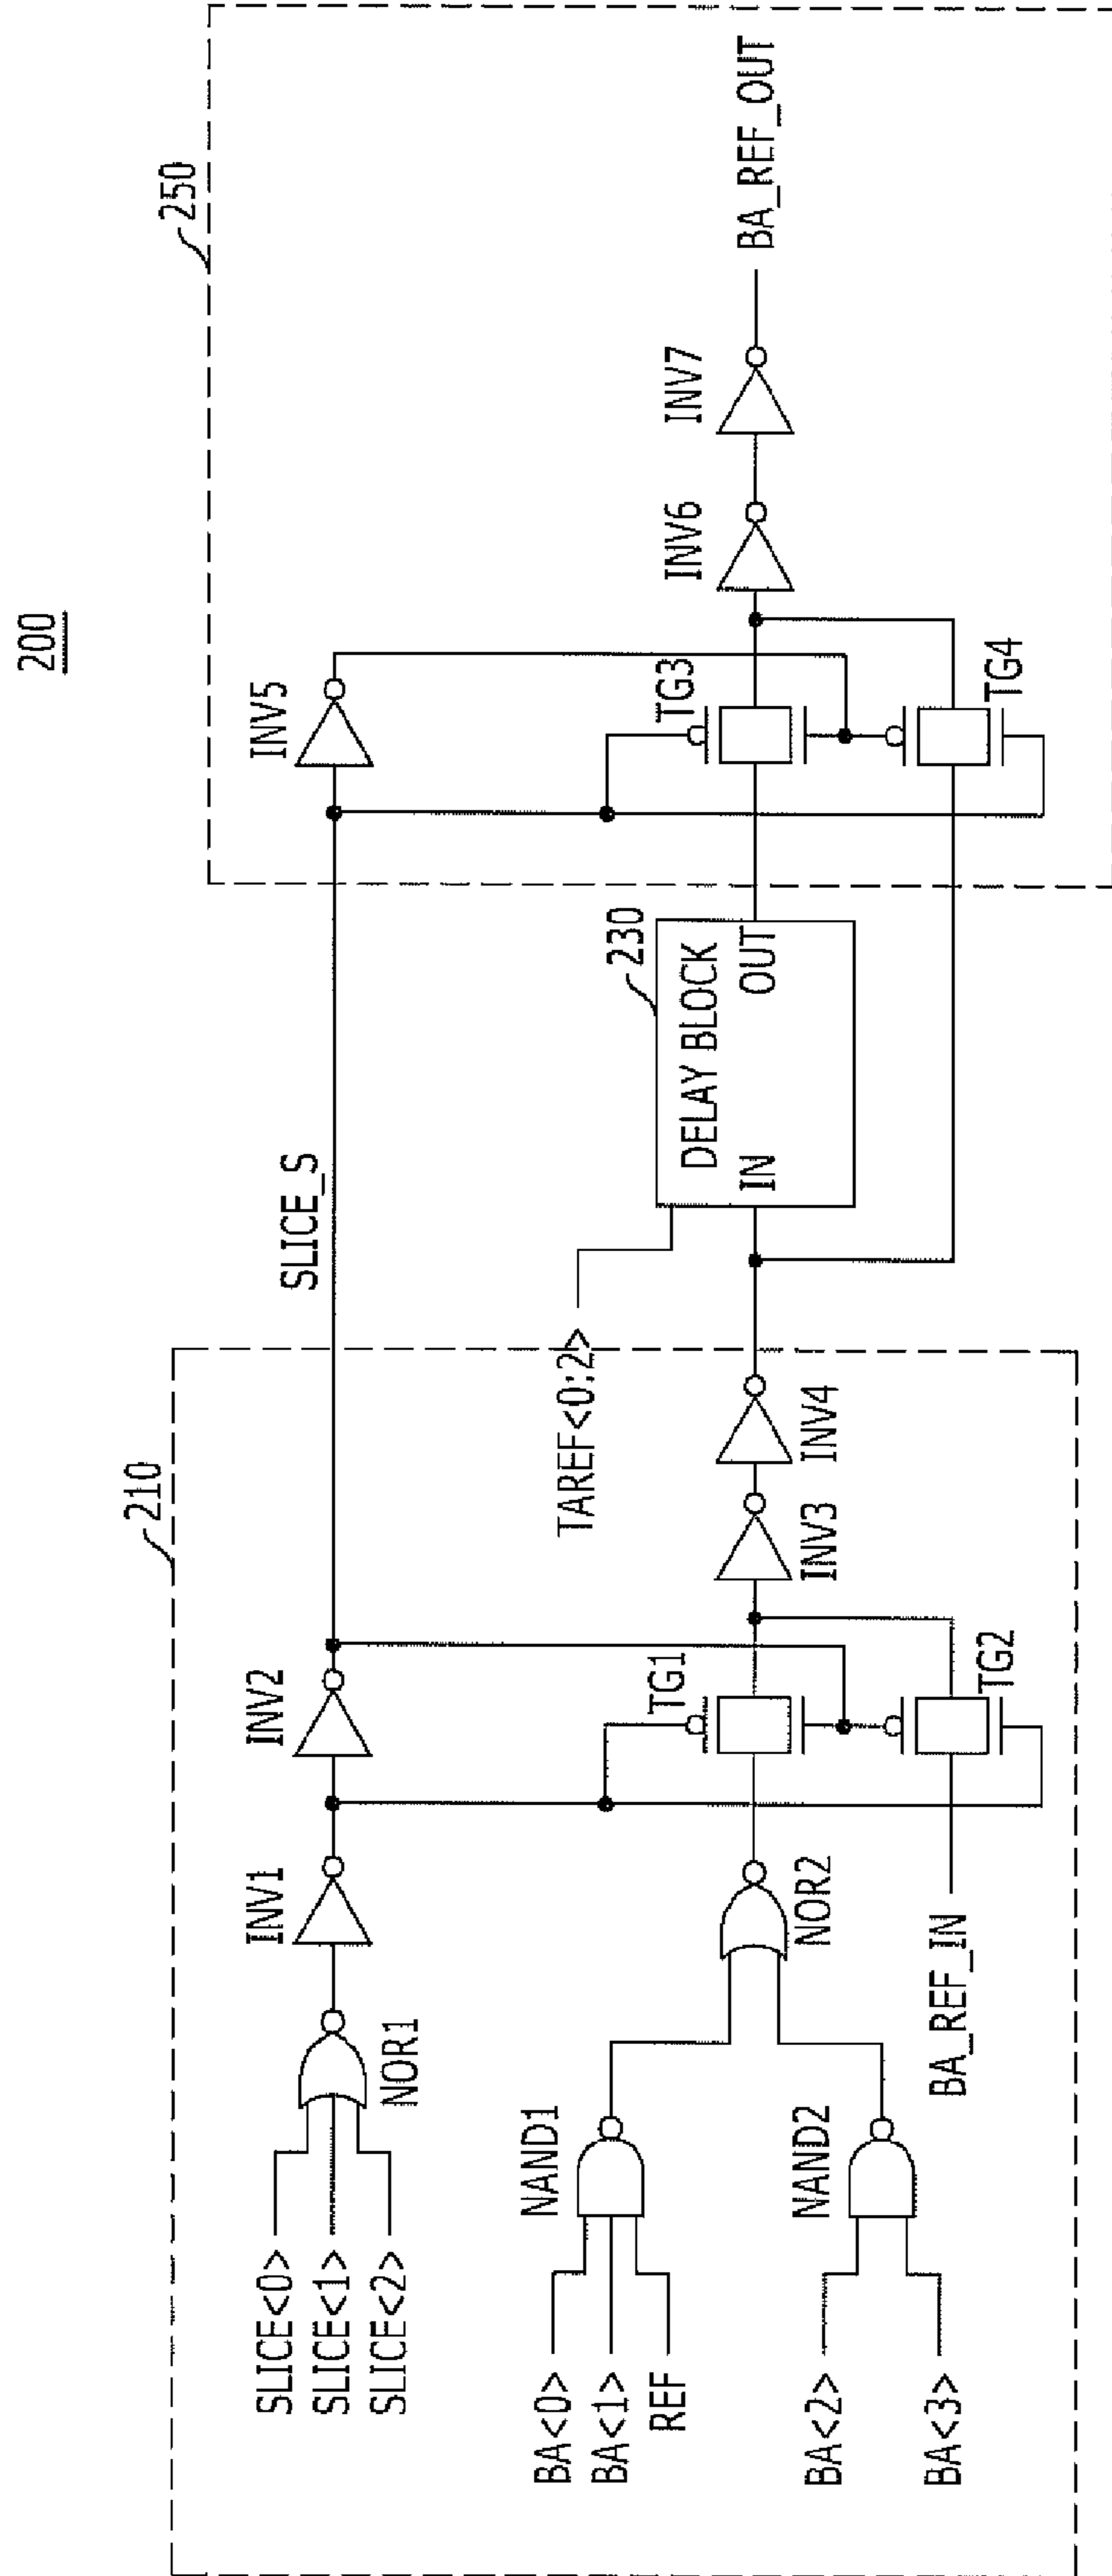 200
210
250
SLICE<0>
SLICE<1>
SLICE<2>
NOR1
INV1
INV2
SLICE_S
INV5
BA<0>
BA<1>
REF
NAND1
BA<2>
BA<3>
NAND2
NOR2
BA_REF_IN
TG1
TG2
INV3
INV4
TAREF<0:2>
230
DELAY BLOCK
IN
OUT
TG3
TG4
INV6
INV7
BA_REF_OUT